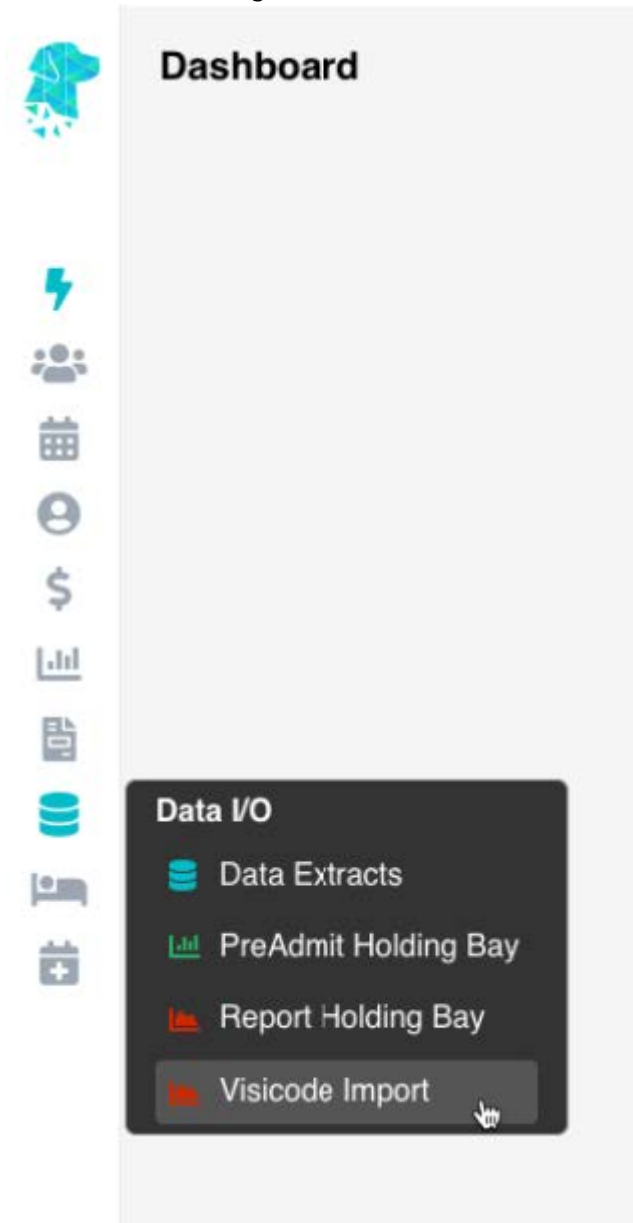 Dashboard
Data I/O
Data Extracts
PreAdmit Holding Bay
Report Holding Bay
Visicode Import